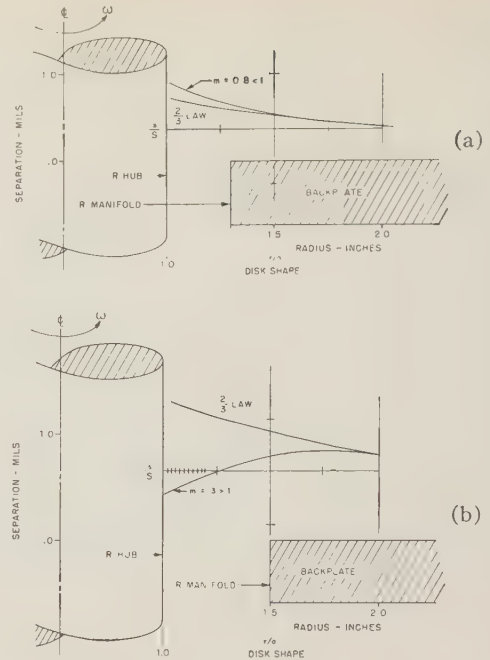 ℄ ω
1.0
m = 0.8 < 1
2/3 LAW
s/S
(a)
SEPARATION - MILS
.0
R HUB
R MANIFOLD
BACKPLATE
1.5
2.0
RADIUS - INCHES
1.0
r/a
DISK SHAPE
℄ ω
2/3 LAW
1.0
s/S
m = 3 > 1
(b)
SEPARATION - MILS
.0
R HUB
BACKPLATE
R MAN FOLD
1.5
2.0
RADIUS - INCHES
1.0
r/a
DISK SHAPE